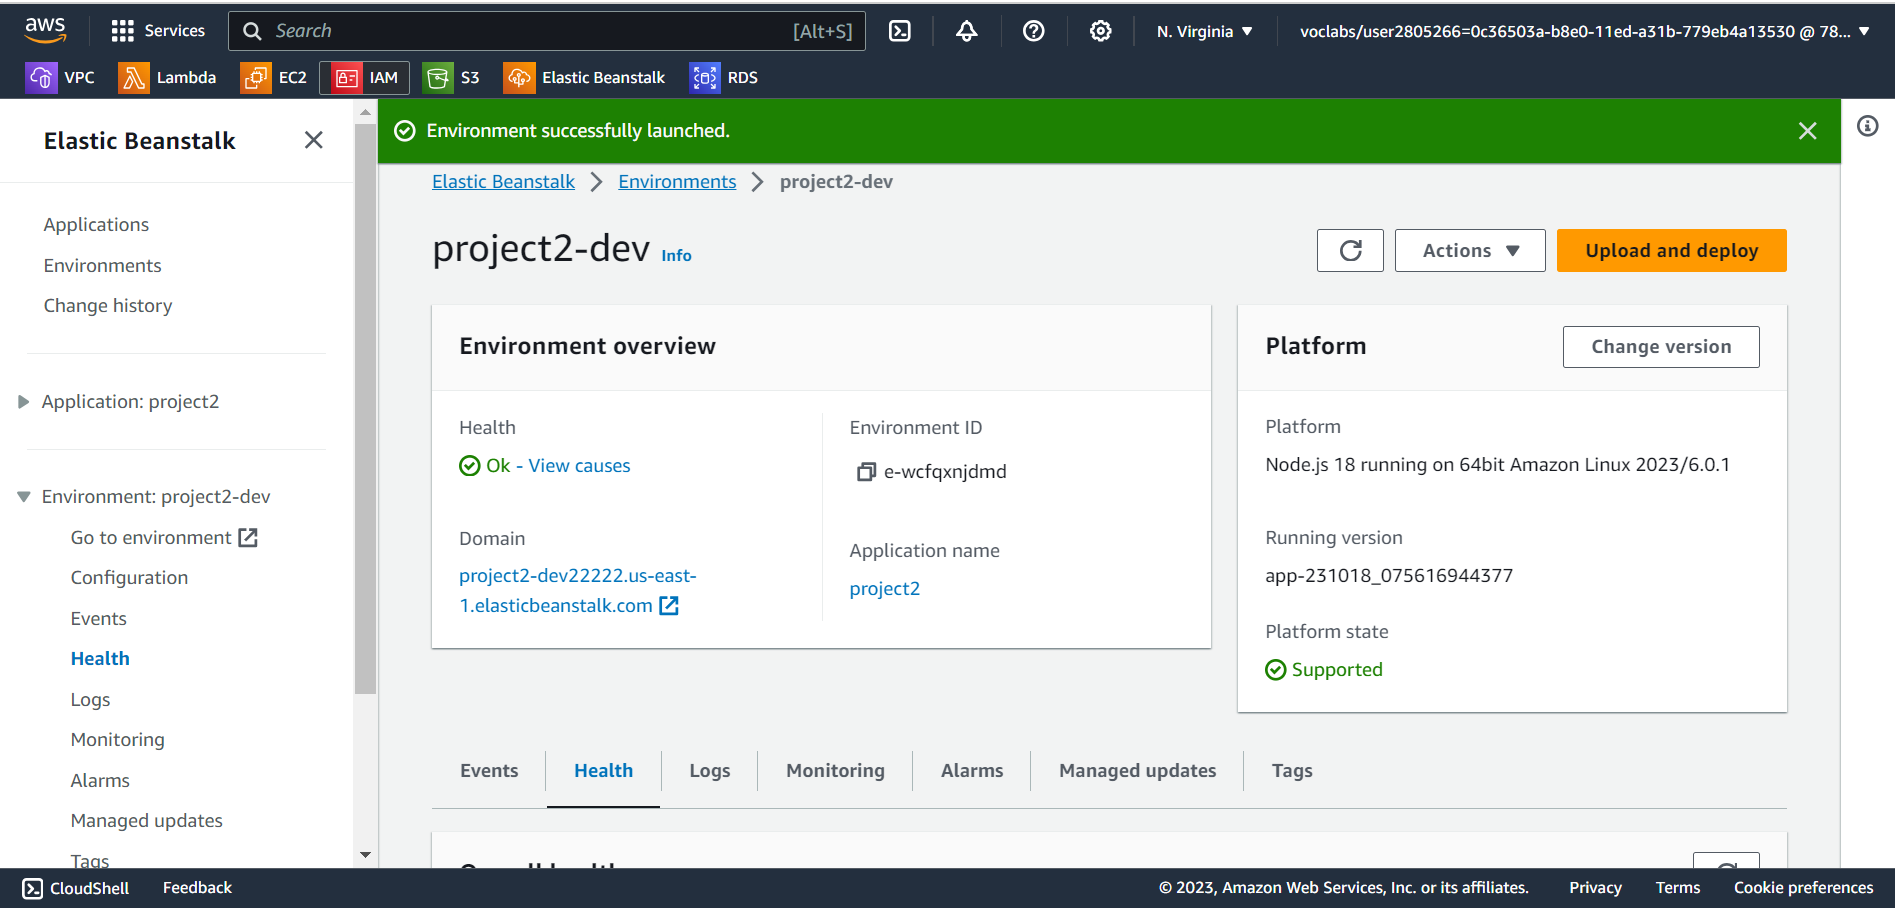 aws
Services
Search
[Alt+S]
N. Virginia
voclabs/user2805266=0c36503a-b8e0-11ed-a31b-779eb4a13530 @ 78...
VPC
Lambda
EC2
IAM
S3
Elastic Beanstalk
RDS
Elastic Beanstalk
Applications
Environments
Change history
Application: project2
Environment: project2-dev
Go to environment
Configuration
Events
Health
Logs
Monitoring
Alarms
Managed updates
Tags
Environment successfully launched.
Elastic Beanstalk
Environments
project2-dev
project2-dev
Info
Actions
Upload and deploy
Environment overview
Health
Ok - View causes
Domain
project2-dev22222.us-east-
1.elasticbeanstalk.com
Environment ID
e-wcfqxnjdmd
Application name
project2
Platform
Change version
Platform
Node.js 18 running on 64bit Amazon Linux 2023/6.0.1
Running version
app-231018_075616944377
Platform state
Supported
Events
Health
Logs
Monitoring
Alarms
Managed updates
Tags
Overall health
CloudShell
Feedback
© 2023, Amazon Web Services, Inc. or its affiliates.
Privacy
Terms
Cookie preferences